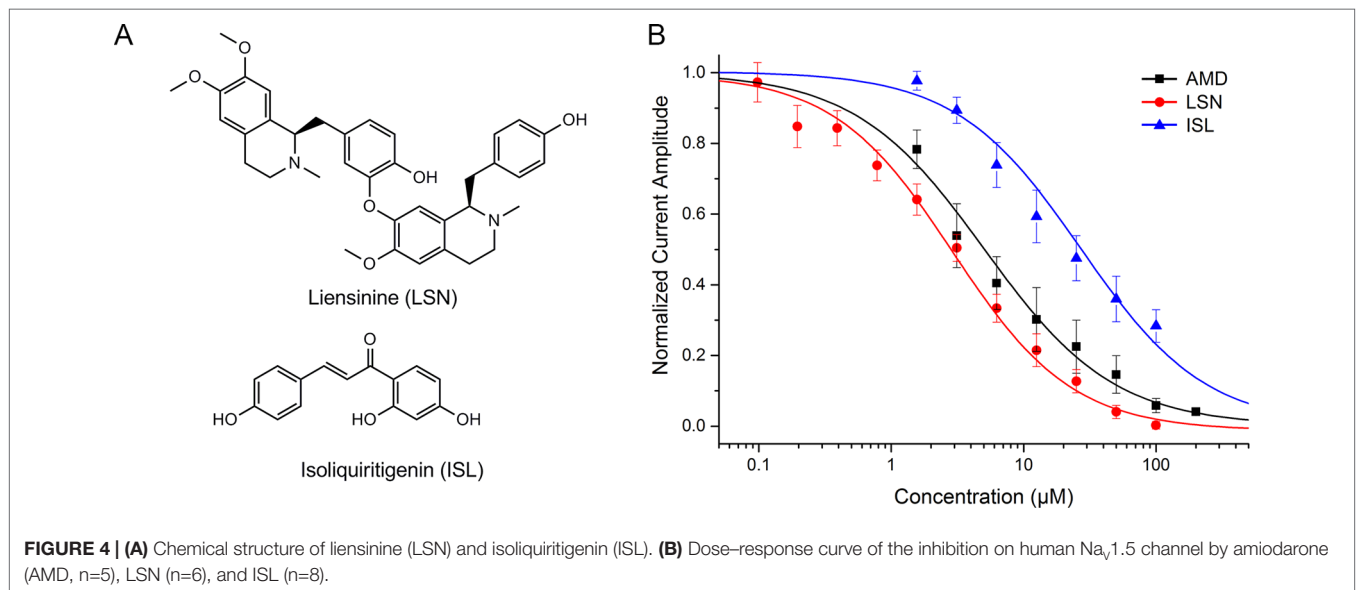 A
O
O
N
O
OH
OH
N
O
Liensinine (LSN)
O
HO
HO
OH
Isoliquiritigenin (ISL)
B
Normalized Current Amplitude
1.0
0.8
0.6
0.4
0.2
0.0
0.1
1
10
100
Concentration (µM)
AMD
LSN
ISL
FIGURE 4 | (A) Chemical structure of liensinine (LSN) and isoliquiritigenin (ISL). (B) Dose–response curve of the inhibition on human NaV1.5 channel by amiodarone
(AMD, n=5), LSN (n=6), and ISL (n=8).